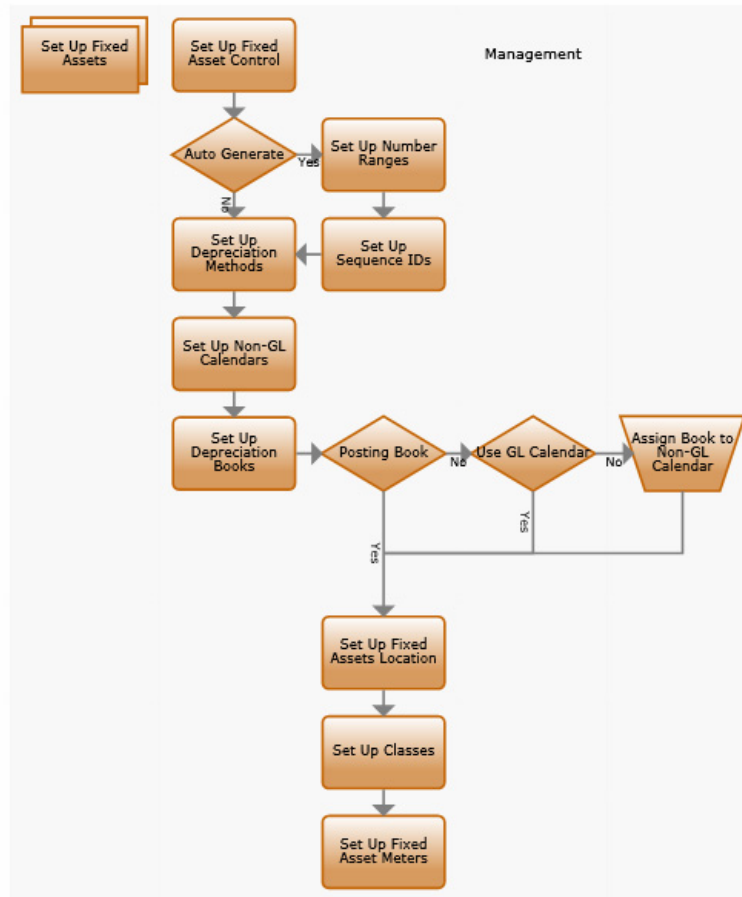 Set Up Fixed
Assets
Set Up Fixed
Asset Control
Management
Auto Generate
Yes
Set Up Number
Ranges
No
Set Up
Depreciation
Methods
Set Up
Sequence IDs
Set Up Non-GL
Calendars
Set Up
Depreciation
Books
Posting Book
No
Use GL Calendar
No
Assign Book to
Non-GL
Calendar
Yes
Yes
Set Up Fixed
Assets Location
Set Up Classes
Set Up Fixed
Asset Meters